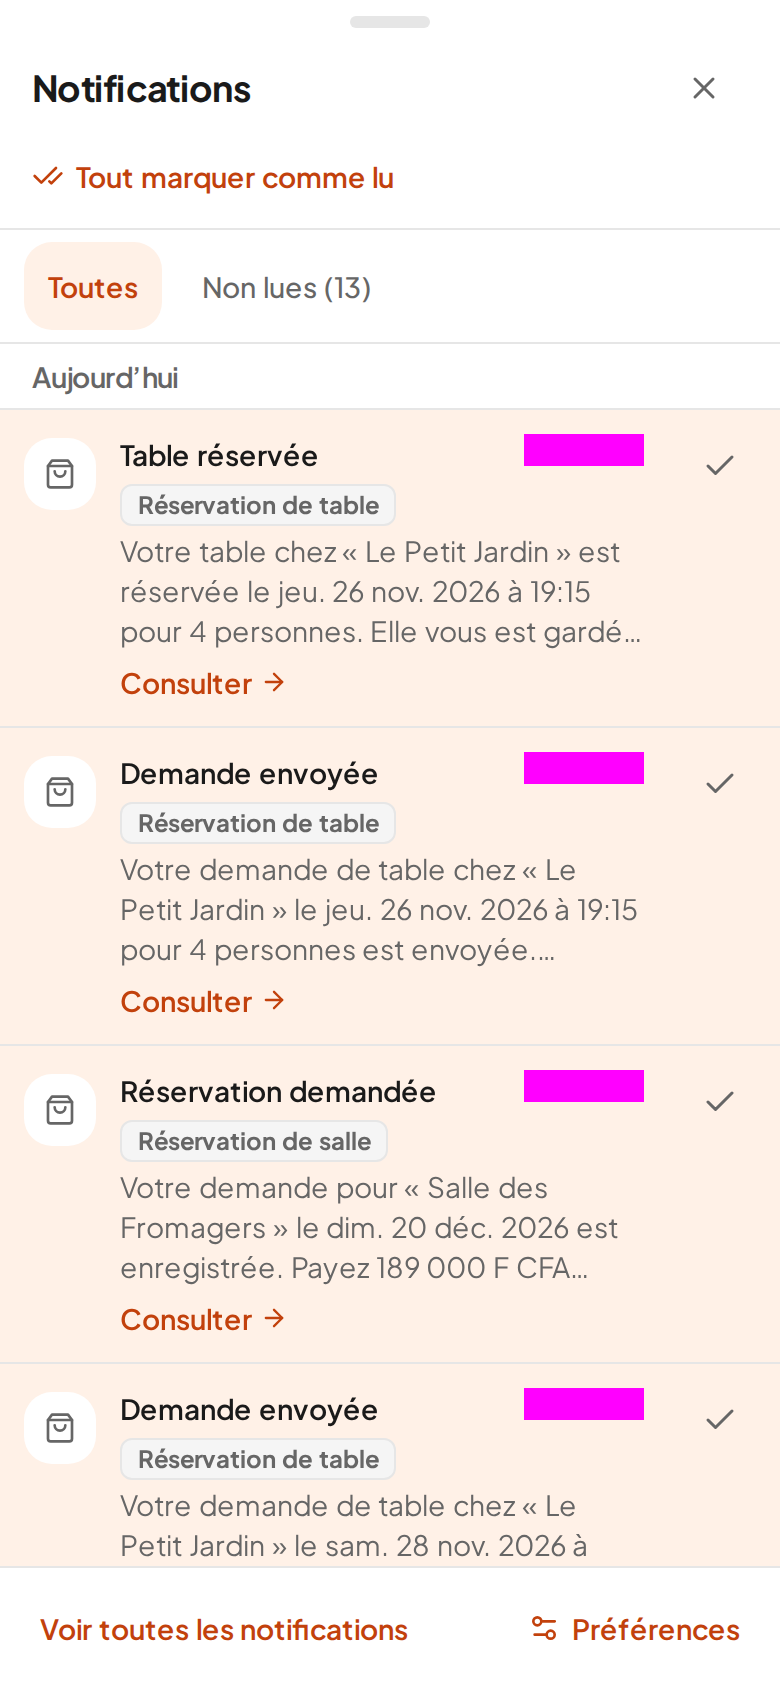 Notifications
Tout marquer comme lu
Toutes
Non lues (13)
Aujourd’hui
Table réservée
Réservation de table
Votre table chez « Le Petit Jardin » est
réservée le jeu. 26 nov. 2026 à 19:15
pour 4 personnes. Elle vous est gardé…
Consulter →
Demande envoyée
Réservation de table
Votre demande de table chez « Le
Petit Jardin » le jeu. 26 nov. 2026 à 19:15
pour 4 personnes est envoyée.…
Consulter →
Réservation demandée
Réservation de salle
Votre demande pour « Salle des
Fromagers » le dim. 20 déc. 2026 est
enregistrée. Payez 189 000 F CFA…
Consulter →
Demande envoyée
Réservation de table
Votre demande de table chez « Le
Petit Jardin » le sam. 28 nov. 2026 à
Voir toutes les notifications
Préférences